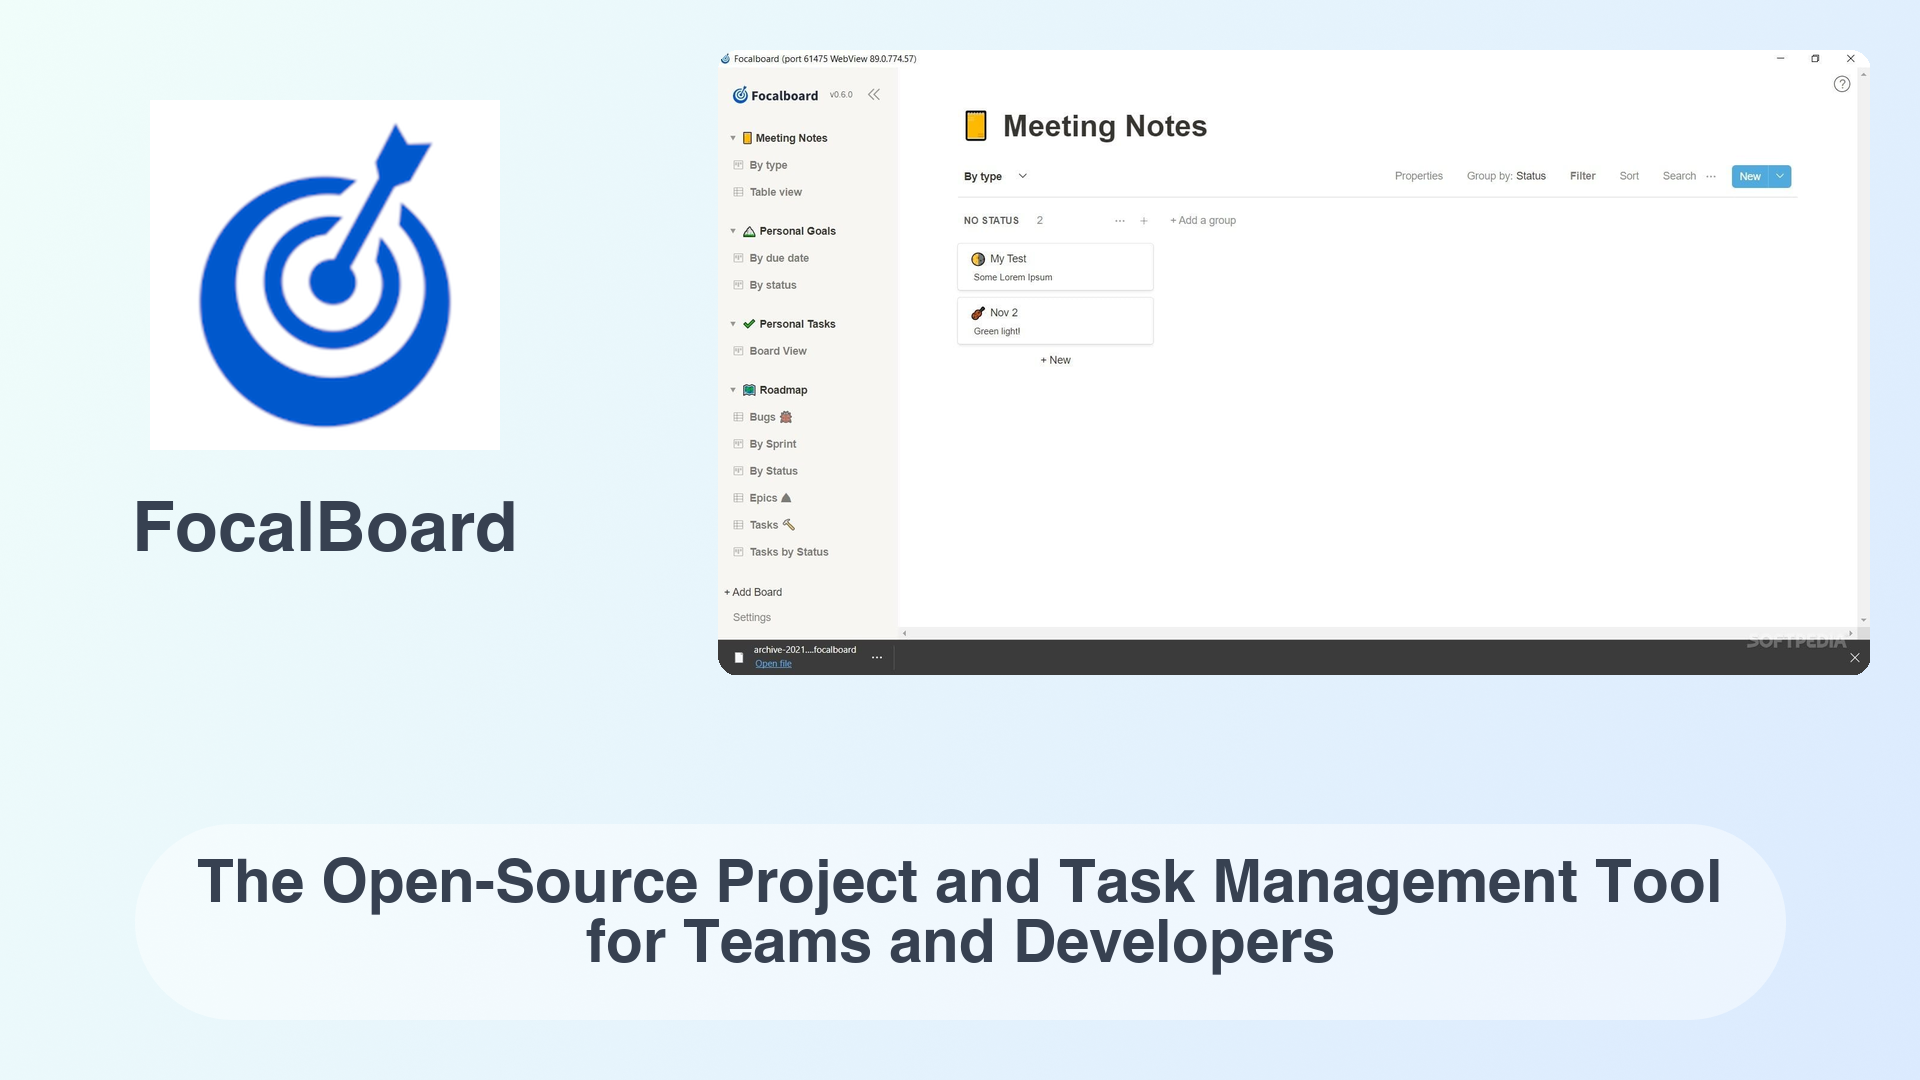 FocalBoard
Focalboard (port 61475 WebView 89.0.774.57)
Focalboard v0.6.0
Meeting Notes
By type
Table view
Personal Goals
By due date
By status
Personal Tasks
Board View
Roadmap
Bugs
By Sprint
By Status
Epics
Tasks
Tasks by Status
+ Add Board
Settings
Meeting Notes
By type Properties Group by: Status Filter Sort Search ... New
NO STATUS 2 ... + + Add a group
My Test
Some Lorem Ipsum
Nov 2
Green light!
+ New
SOFTPEDIA
archive-2021....focalboard
Open file
The Open-Source Project and Task Management Tool
for Teams and Developers